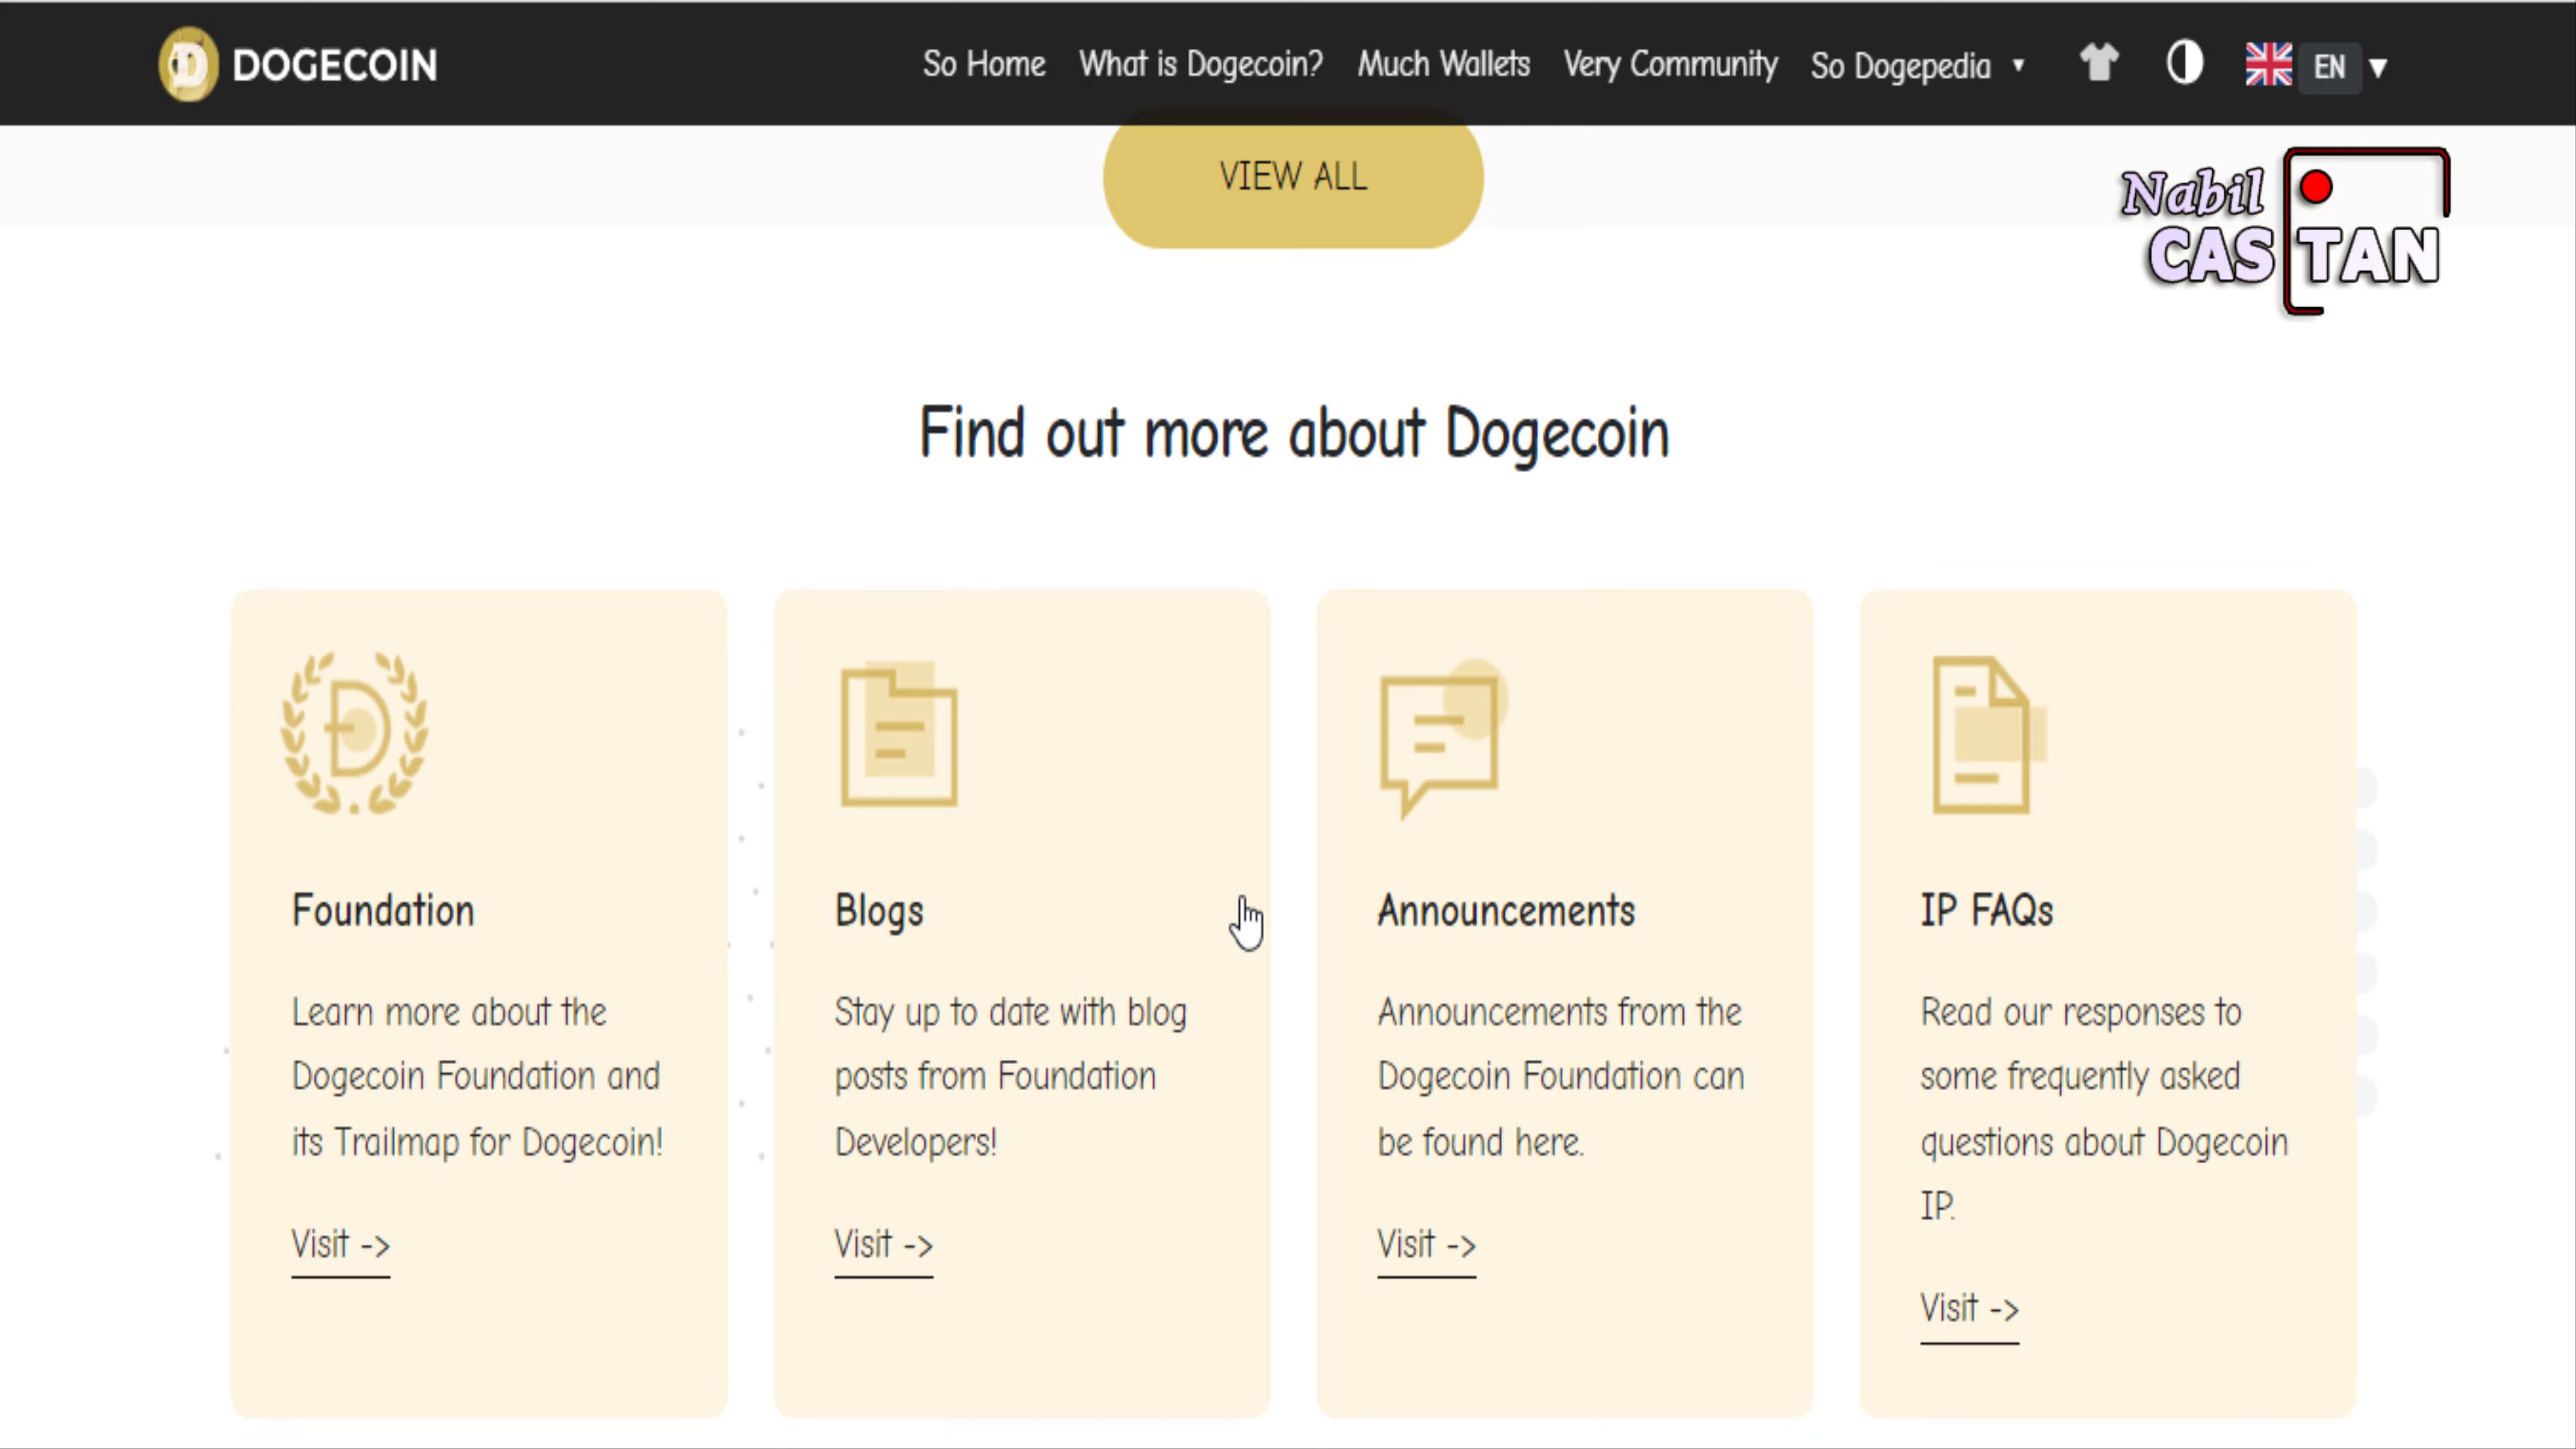 DOGECOIN
So Home What is Dogecoin? Much Wallets Very Community So Dogepedia EN
VIEW ALL
Nabil
CASTAN
Find out more about Dogecoin
Foundation
Learn more about the
Dogecoin Foundation and
its Trailmap for Dogecoin!
Visit ->
Blogs
Stay up to date with blog
posts from Foundation
Developers!
Visit ->
Announcements
Announcements from the
Dogecoin Foundation can
be found here.
Visit ->
IP FAQs
Read our responses to
some frequently asked
questions about Dogecoin
IP.
Visit ->